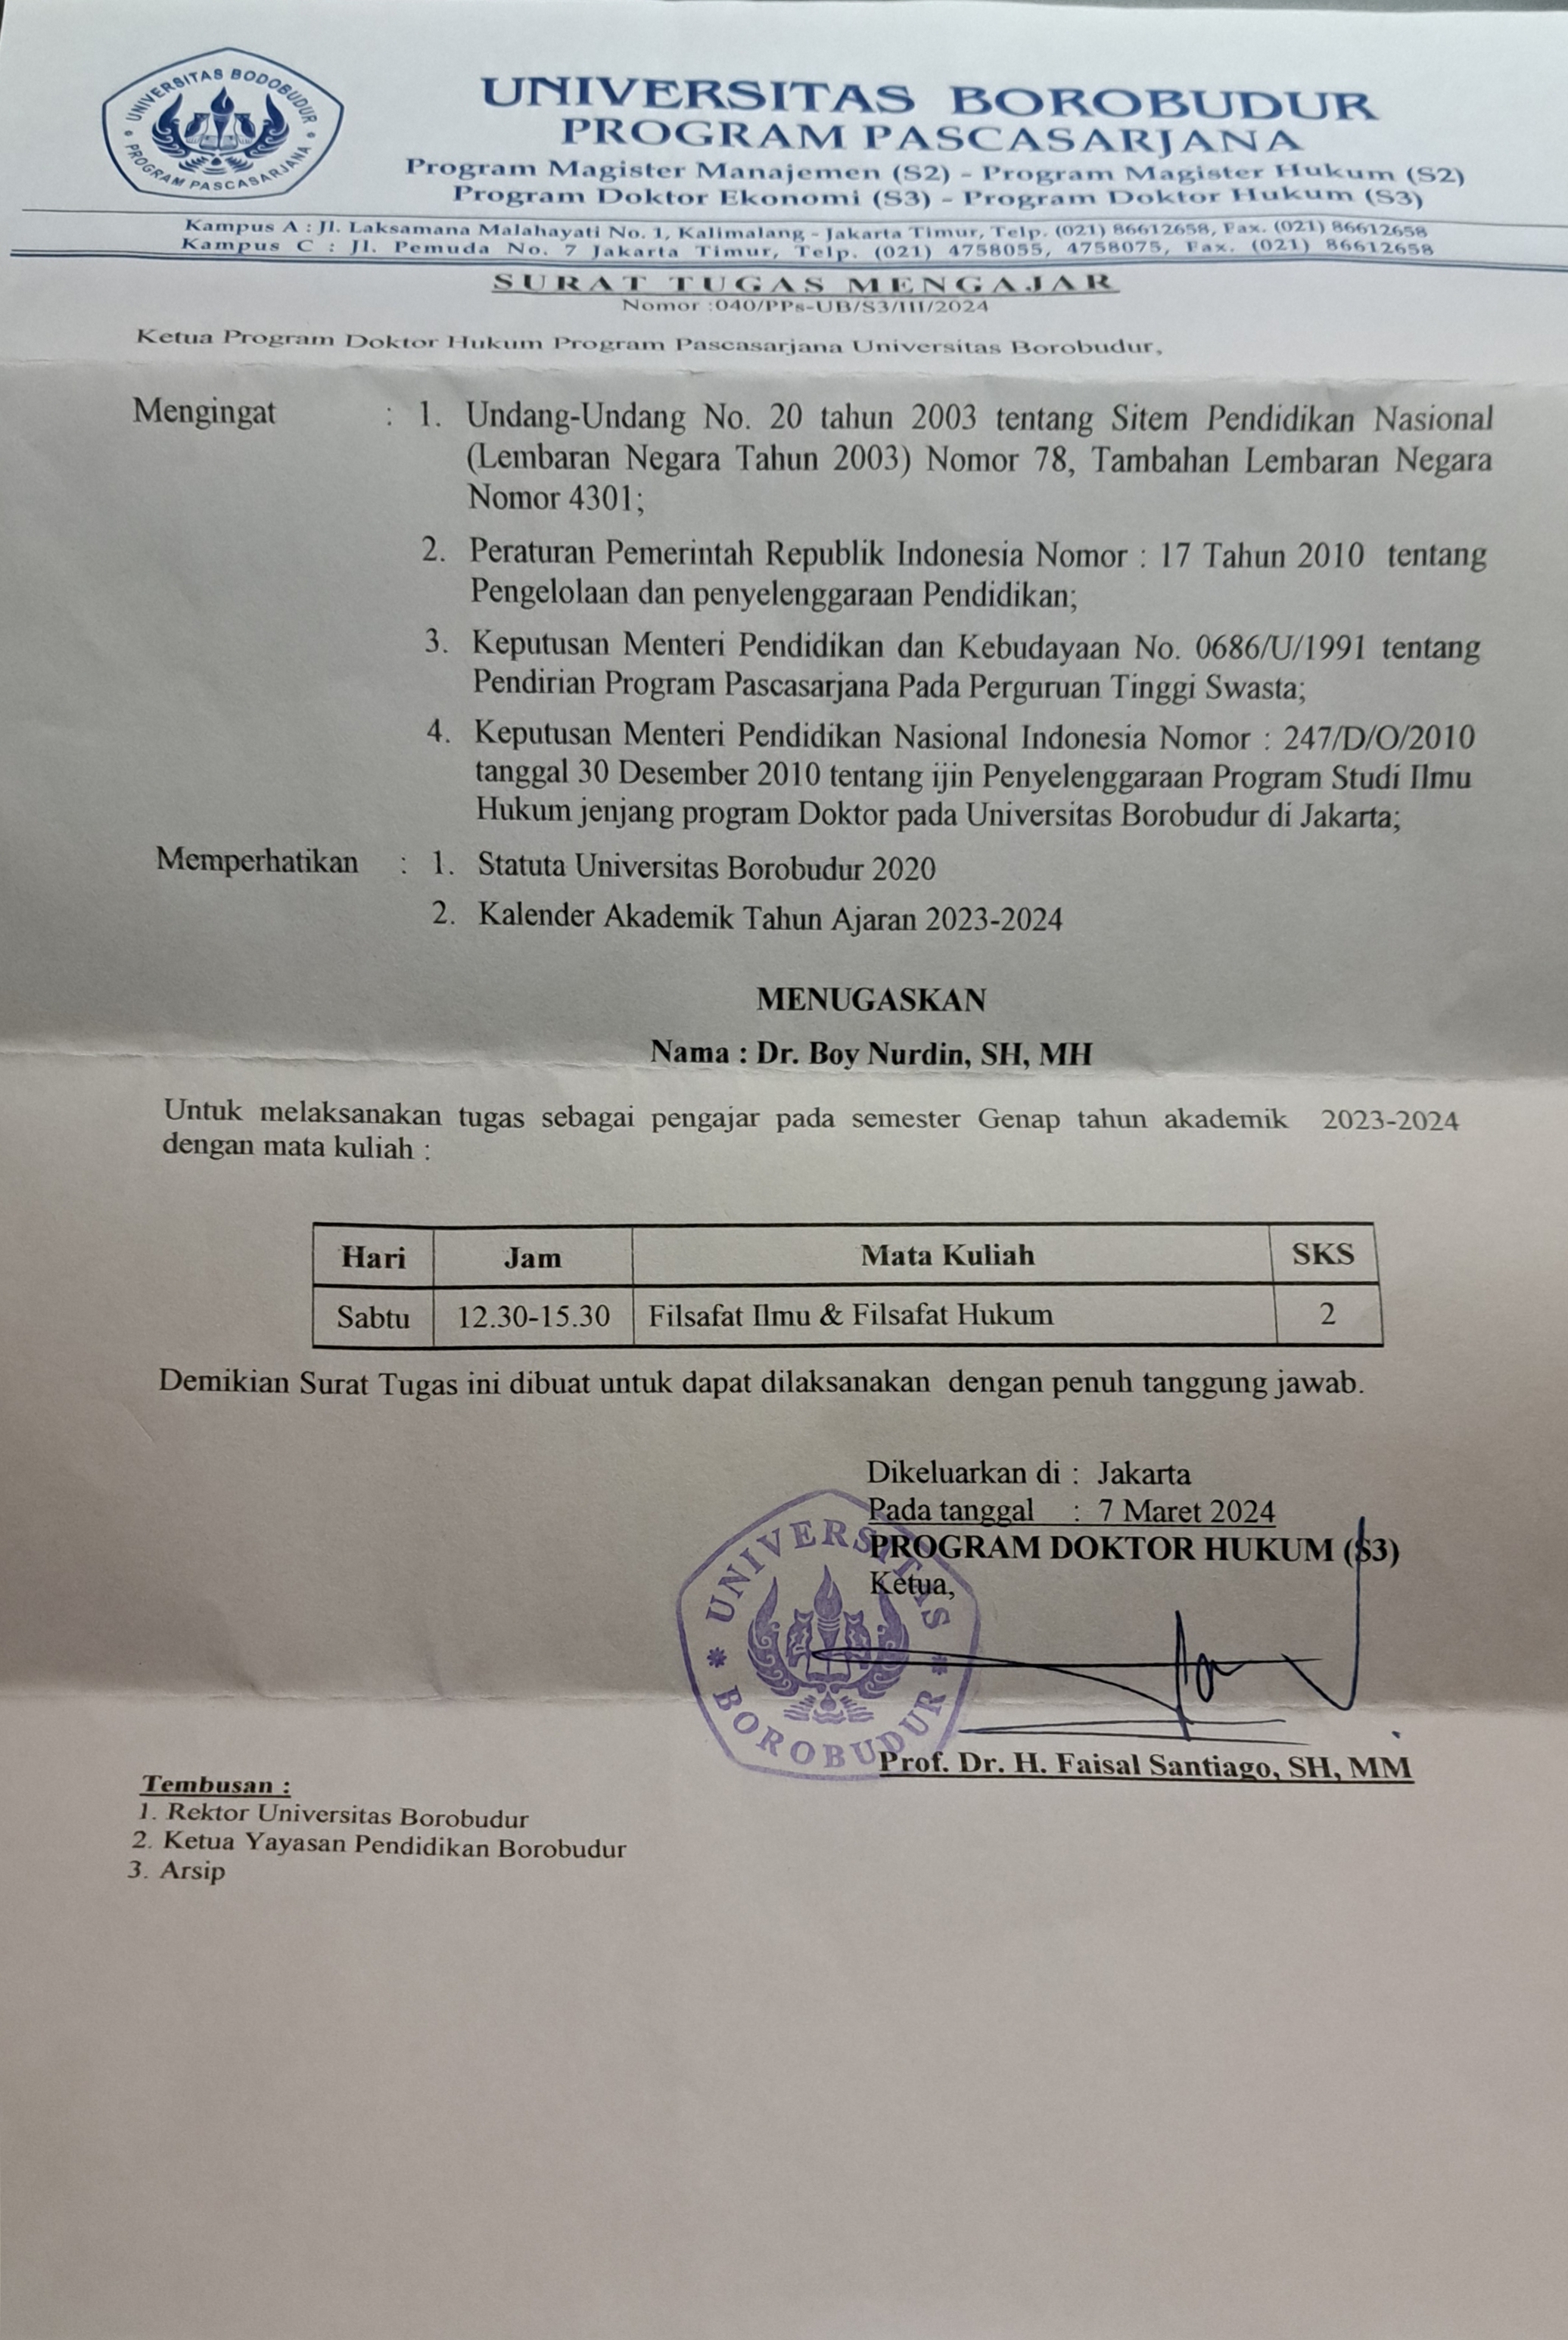 UNIVERSITAS BODOBUDUR
PROGRAM PASCASARJANA
UNIVERSITAS BOROBUDUR
PROGRAM PASCASARJANA
Program Magister Manajemen (S2) - Program Magister Hukum (S2)
Program Doktor Ekonomi (S3) - Program Doktor Hukum (S3)
Kampus A : Jl. Laksamana Malahayati No. 1, Kalimalang - Jakarta Timur, Telp. (021) 86612658, Fax. (021) 86612658
Kampus C : Jl. Pemuda No. 7 Jakarta Timur, Telp. (021) 4758055, 4758075, Fax. (021) 86612658
SURAT TUGAS MENGAJAR
Nomor :040/PPs-UB/S3/III/2024
Ketua Program Doktor Hukum Program Pascasarjana Universitas Borobudur,
Mengingat : 1. Undang-Undang No. 20 tahun 2003 tentang Sitem Pendidikan Nasional
(Lembaran Negara Tahun 2003) Nomor 78, Tambahan Lembaran Negara
Nomor 4301;
2. Peraturan Pemerintah Republik Indonesia Nomor : 17 Tahun 2010 tentang
Pengelolaan dan penyelenggaraan Pendidikan;
3. Keputusan Menteri Pendidikan dan Kebudayaan No. 0686/U/1991 tentang
Pendirian Program Pascasarjana Pada Perguruan Tinggi Swasta;
4. Keputusan Menteri Pendidikan Nasional Indonesia Nomor : 247/D/O/2010
tanggal 30 Desember 2010 tentang ijin Penyelenggaraan Program Studi Ilmu
Hukum jenjang program Doktor pada Universitas Borobudur di Jakarta;
Memperhatikan : 1. Statuta Universitas Borobudur 2020
2. Kalender Akademik Tahun Ajaran 2023-2024
MENUGASKAN
Nama : Dr. Boy Nurdin, SH, MH
Untuk melaksanakan tugas sebagai pengajar pada semester Genap tahun akademik 2023-2024
dengan mata kuliah :
Hari Jam Mata Kuliah SKS
Sabtu 12.30-15.30 Filsafat Ilmu & Filsafat Hukum 2
Demikian Surat Tugas ini dibuat untuk dapat dilaksanakan dengan penuh tanggung jawab.
Dikeluarkan di : Jakarta
Pada tanggal : 7 Maret 2024
PROGRAM DOKTOR HUKUM (S3)
Ketua,
UNIVERSITAS
BOROBUDUR
Prof. Dr. H. Faisal Santiago, SH, MM
Tembusan :
1. Rektor Universitas Borobudur
2. Ketua Yayasan Pendidikan Borobudur
3. Arsip